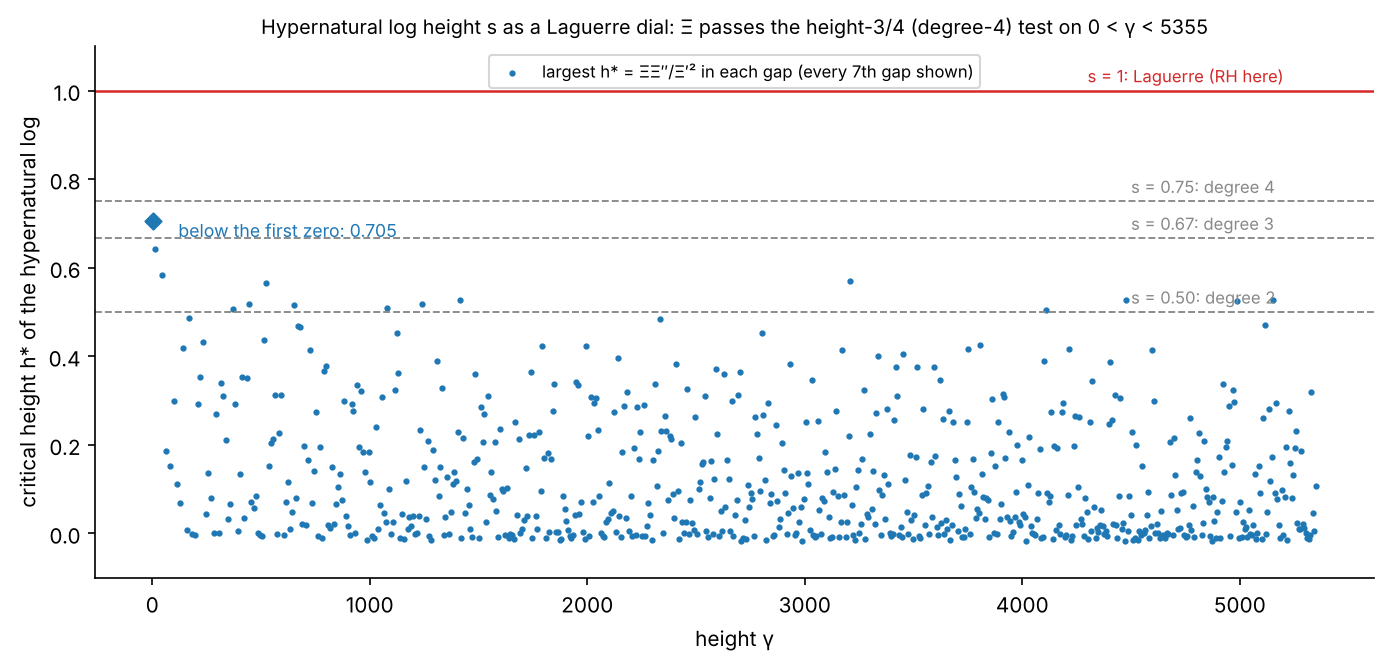 Hypernatural log height s as a Laguerre dial: Ξ passes the height-3/4 (degree-4) test on 0 < γ < 5355
largest h* = ΞΞ″/Ξ′² in each gap (every 7th gap shown)
s = 1: Laguerre (RH here)
1.0
0.8
s = 0.75: degree 4
below the first zero: 0.705
s = 0.67: degree 3
0.6
s = 0.50: degree 2
0.4
0.2
0.0
critical height h* of the hypernatural log
0
1000
2000
3000
4000
5000
height γ